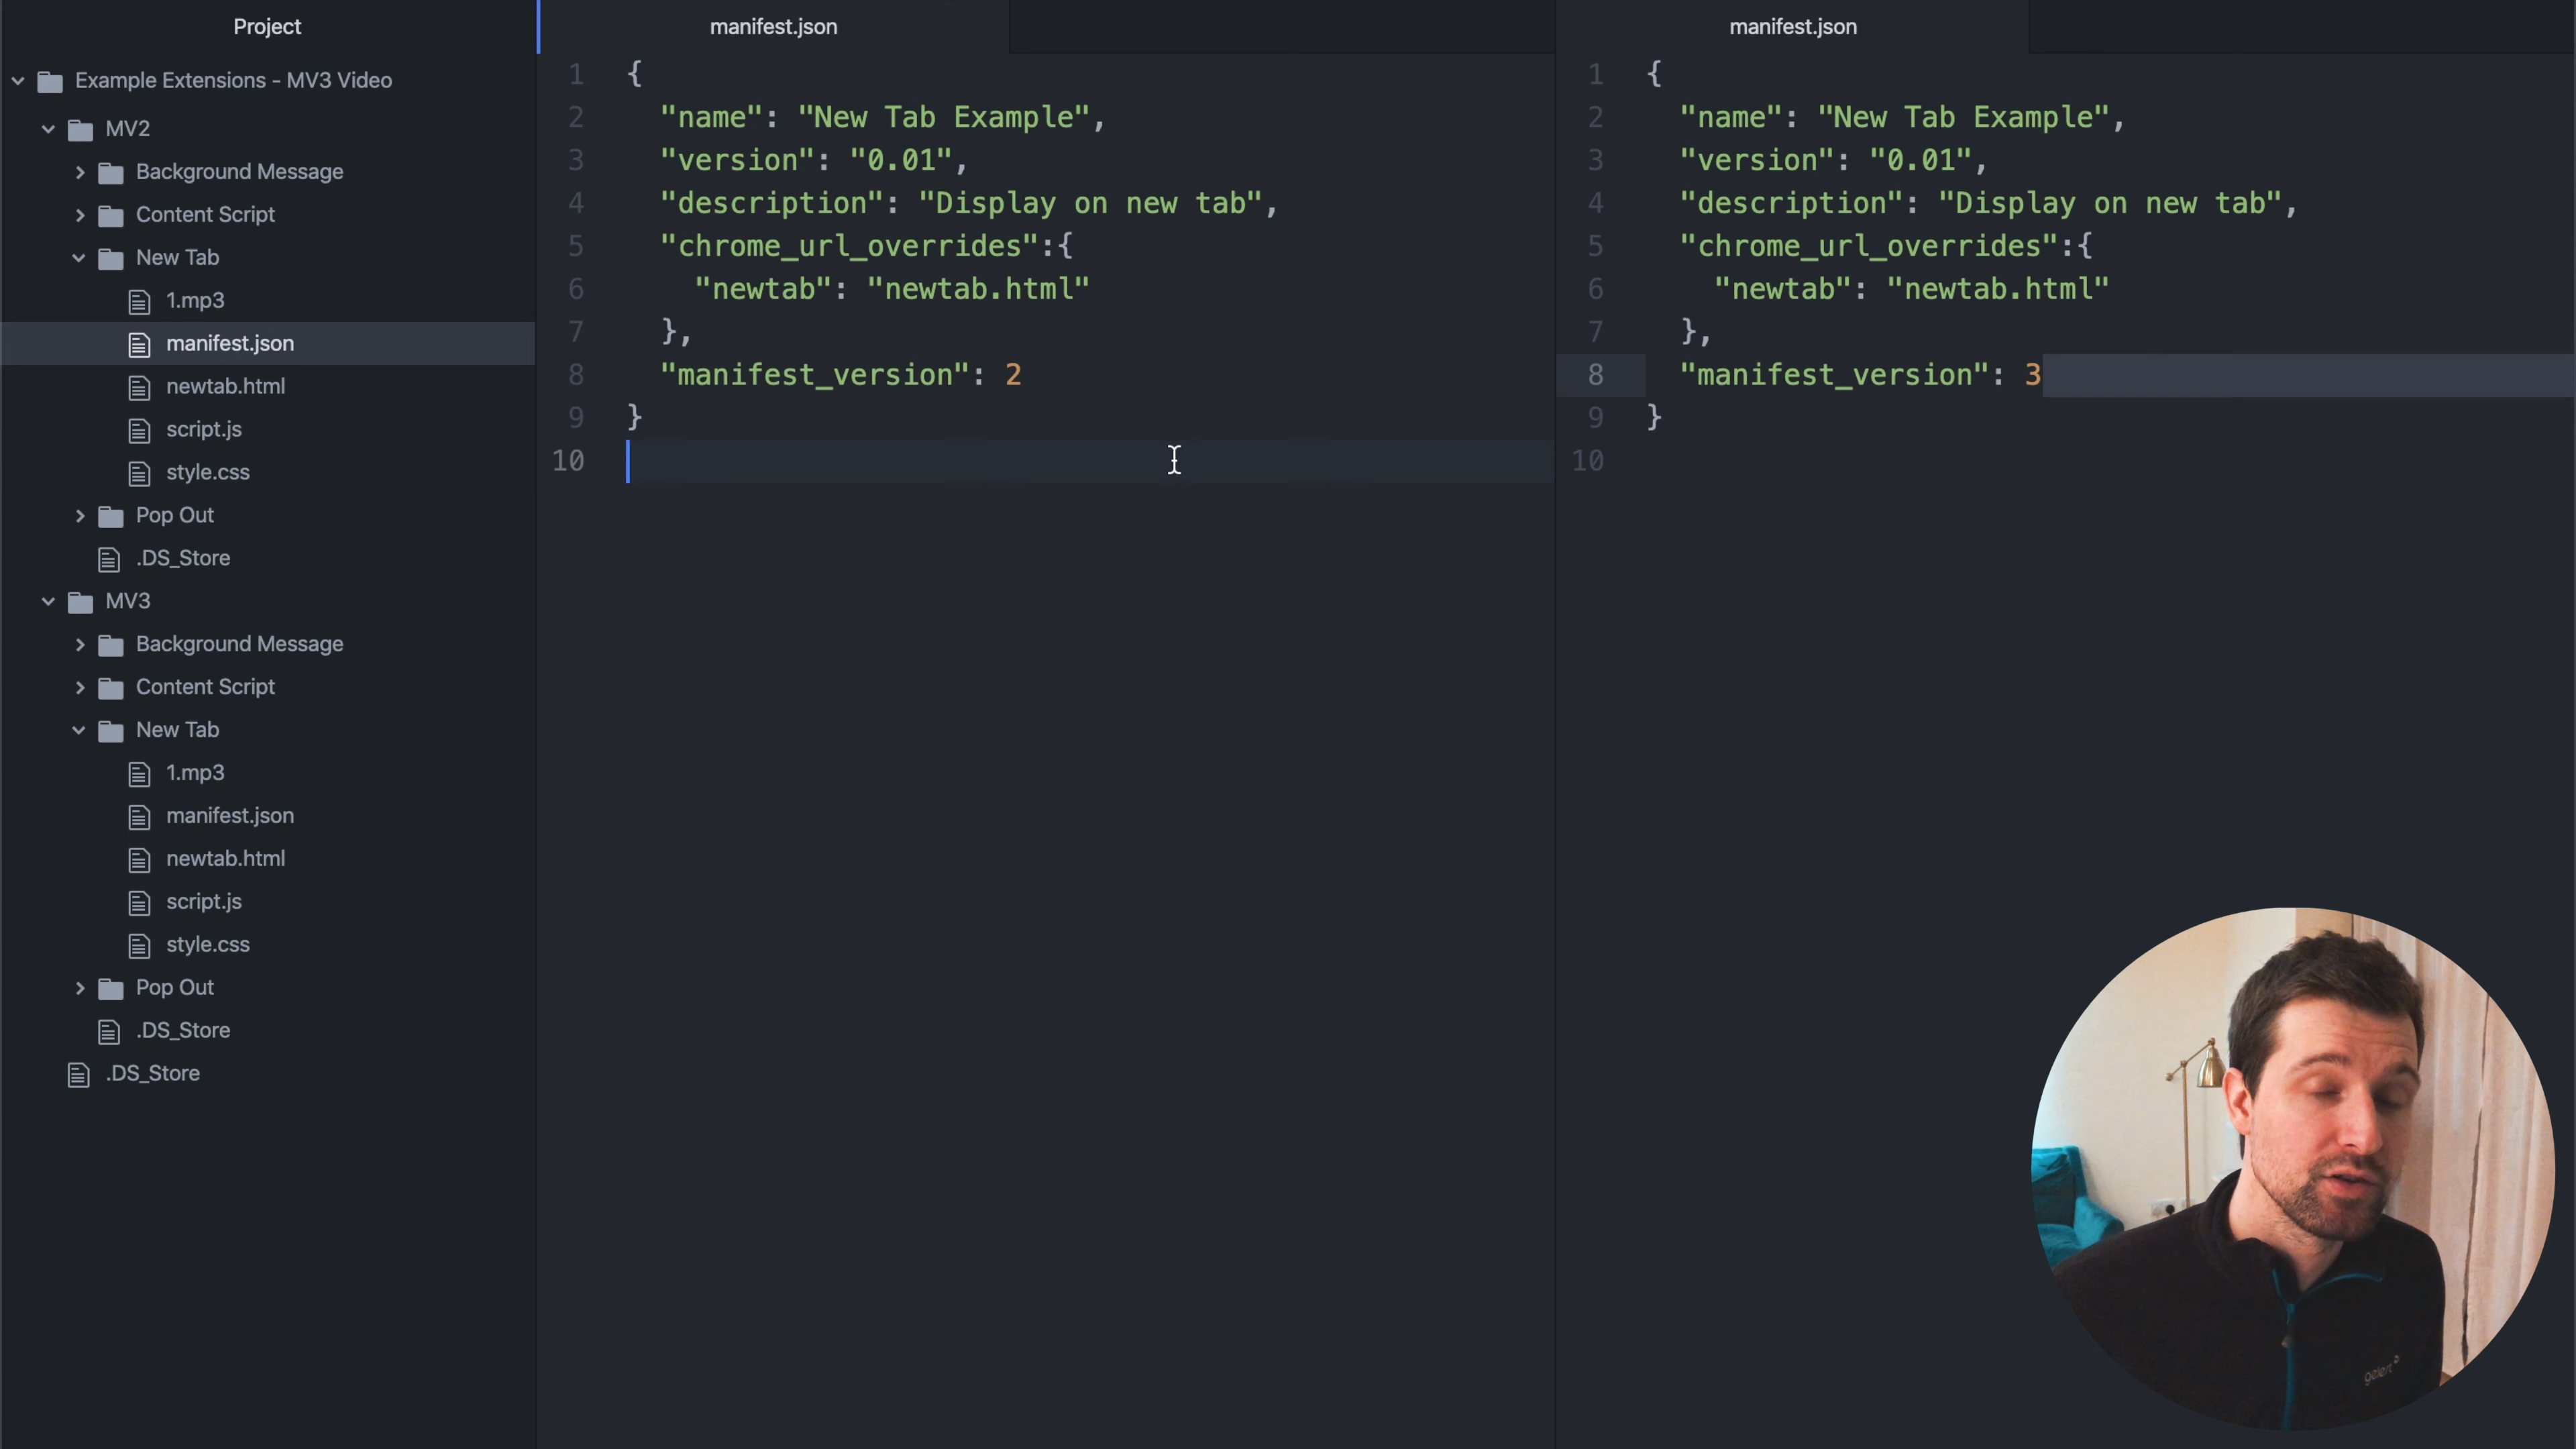 Project
Example Extensions - MV3 Video
MV2
Background Message
Content Script
New Tab
1.mp3
manifest.json
newtab.html
script.js
style.css
Pop Out
.DS_Store
MV3
Background Message
Content Script
New Tab
1.mp3
manifest.json
newtab.html
script.js
style.css
Pop Out
.DS_Store
.DS_Store
manifest.json
1 {
2 "name": "New Tab Example",
3 "version": "0.01",
4 "description": "Display on new tab",
5 "chrome_url_overrides":{
6 "newtab": "newtab.html"
7 },
8 "manifest_version": 2
9 }
10
manifest.json
1 {
2 "name": "New Tab Example",
3 "version": "0.01",
4 "description": "Display on new tab",
5 "chrome_url_overrides":{
6 "newtab": "newtab.html"
7 },
8 "manifest_version": 3
9 }
10
gelert